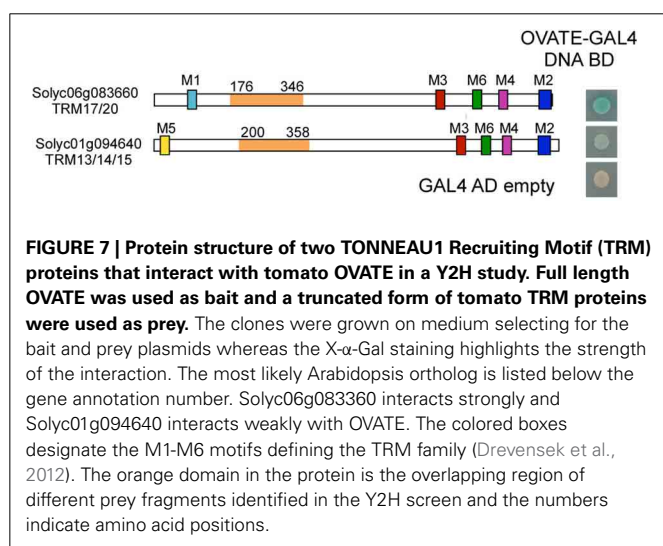 OVATE-GAL4
DNA BD
M1 176 346 M3 M6 M4 M2
Solyc06g083660
TRM17/20
M5 200 358 M3 M6 M4 M2
Solyc01g094640
TRM13/14/15
GAL4 AD empty
FIGURE 7 | Protein structure of two TONNEAU1 Recruiting Motif (TRM)
proteins that interact with tomato OVATE in a Y2H study. Full length
OVATE was used as bait and a truncated form of tomato TRM proteins
were used as prey. The clones were grown on medium selecting for the
bait and prey plasmids whereas the X-α-Gal staining highlights the strength
of the interaction. The most likely Arabidopsis ortholog is listed below the
gene annotation number. Solyc06g083360 interacts strongly and
Solyc01g094640 interacts weakly with OVATE. The colored boxes
designate the M1-M6 motifs defining the TRM family (Drevensek et al.,
2012). The orange domain in the protein is the overlapping region of
different prey fragments identified in the Y2H screen and the numbers
indicate amino acid positions.